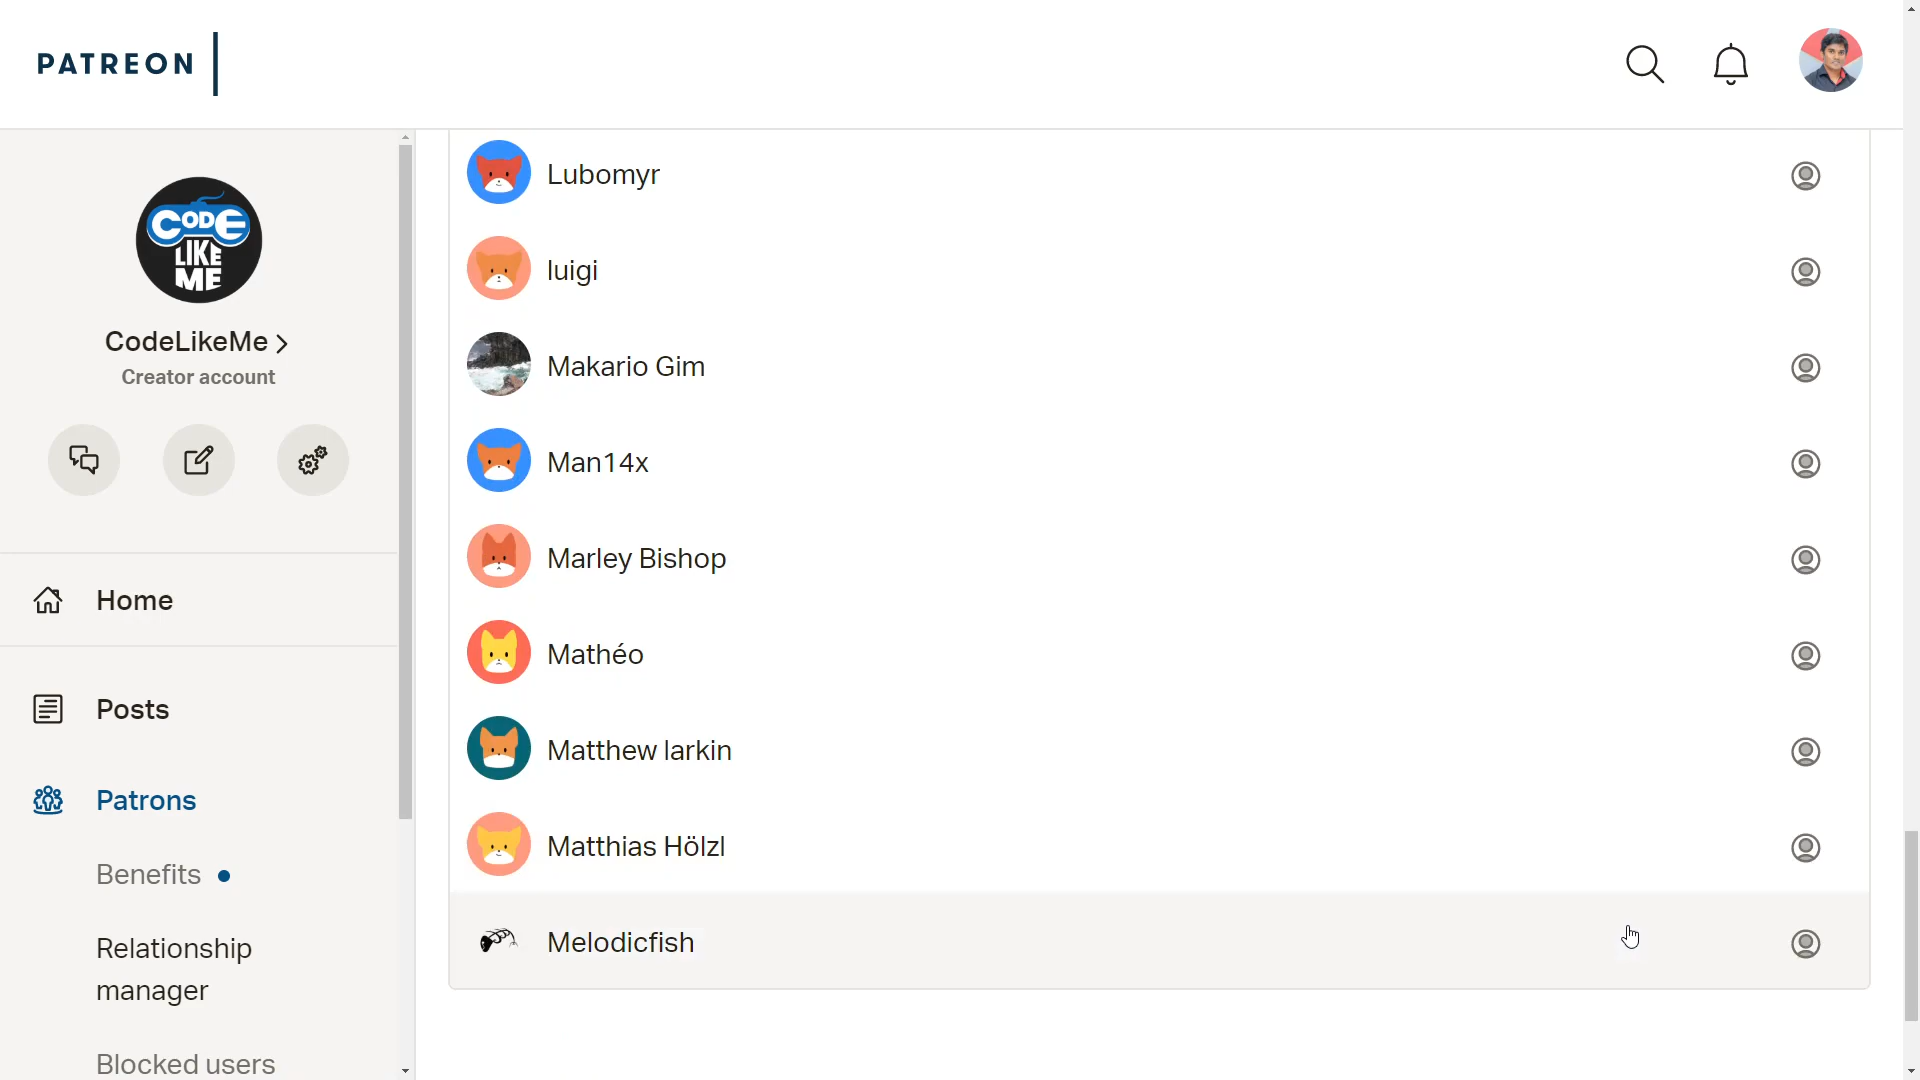 PATREON
CODE
LIKE
ME
CodeLikeMe
Creator account
Home
Posts
Patrons
Benefits
Relationship
manager
Blocked users
Lubomyr
luigi
Makario Gim
Man14x
Marley Bishop
Mathéo
Matthew larkin
Matthias Hölzl
Melodicfish